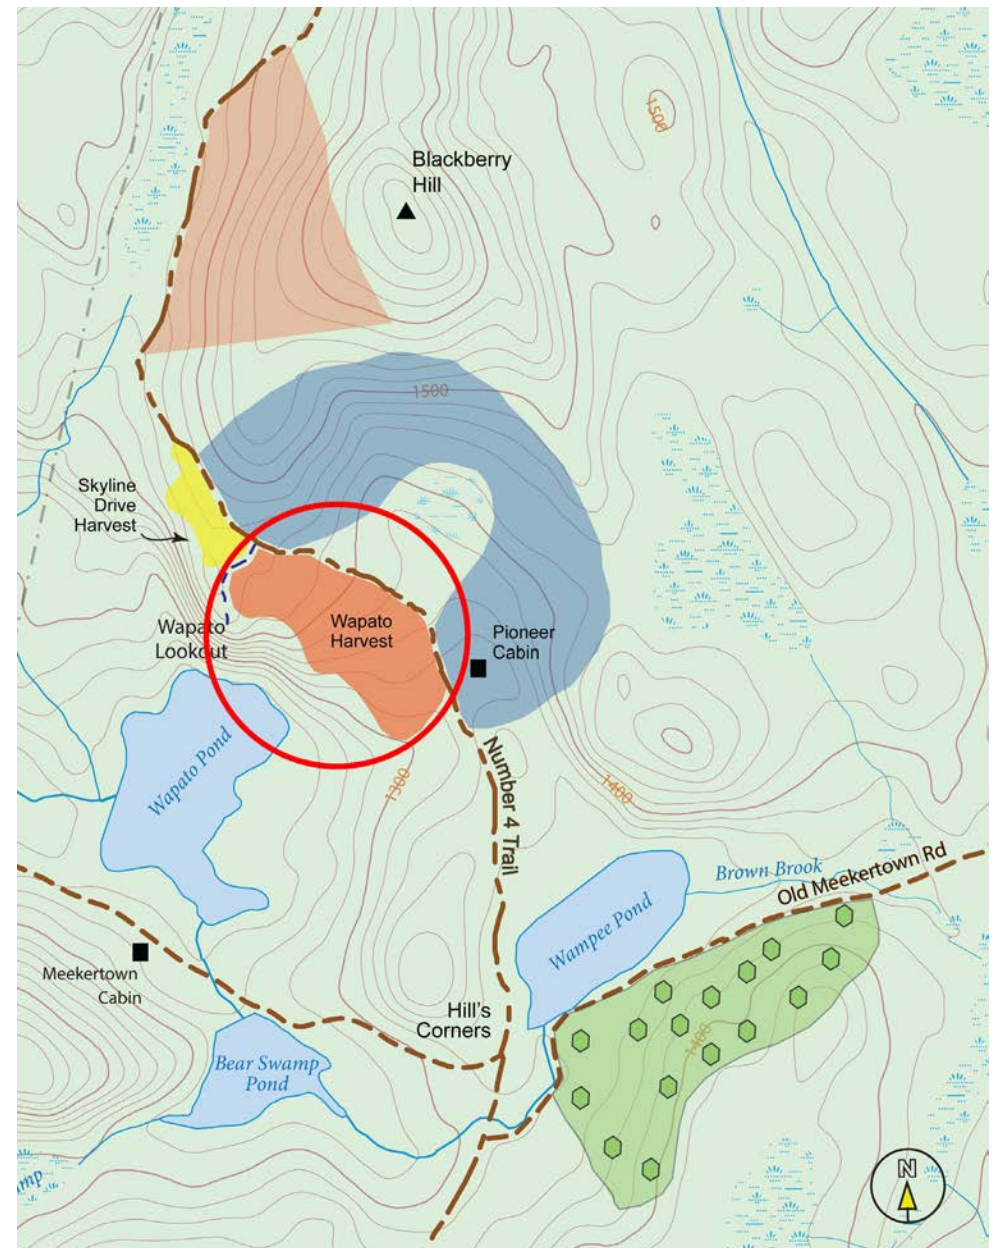 1500
Blackberry
Hill
1500
Skyline
Drive
Harvest
Wapato
Harvest
Wapato
Lookout
Pioneer
Cabin
Wapato Pond
1300
Number 4 Trail
1400
Brown Brook
Old Meekertown Rd
Wampee Pond
Meekertown
Cabin
Hill's
Corners
1400
Bear Swamp
Pond
mp
N